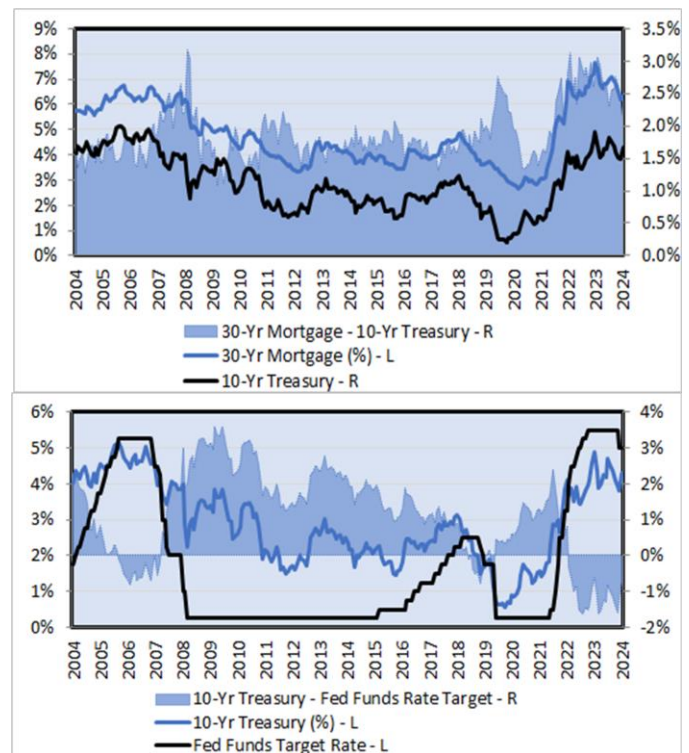 9% 3.5%
8% 3.0%
7% 2.5%
6%
5% 2.0%
4% 1.5%
3% 1.0%
2%
1% 0.5%
0% 0.0%
2004 2005 2006 2007 2008 2009 2010 2011 2012 2013 2014 2015 2016 2017 2018 2019 2020 2021 2022 2023 2024
30-Yr Mortgage - 10-Yr Treasury - R
30-Yr Mortgage (%) - L
10-Yr Treasury - R
6% 4%
5% 3%
4% 2%
1%
3% 0%
2%
1% -1%
0% -2%
2004 2005 2006 2007 2008 2009 2010 2011 2012 2013 2014 2015 2016 2017 2018 2019 2020 2021 2022 2023 2024
10-Yr Treasury - Fed Funds Rate Target - R
10-Yr Treasury (%) - L
Fed Funds Target Rate - L